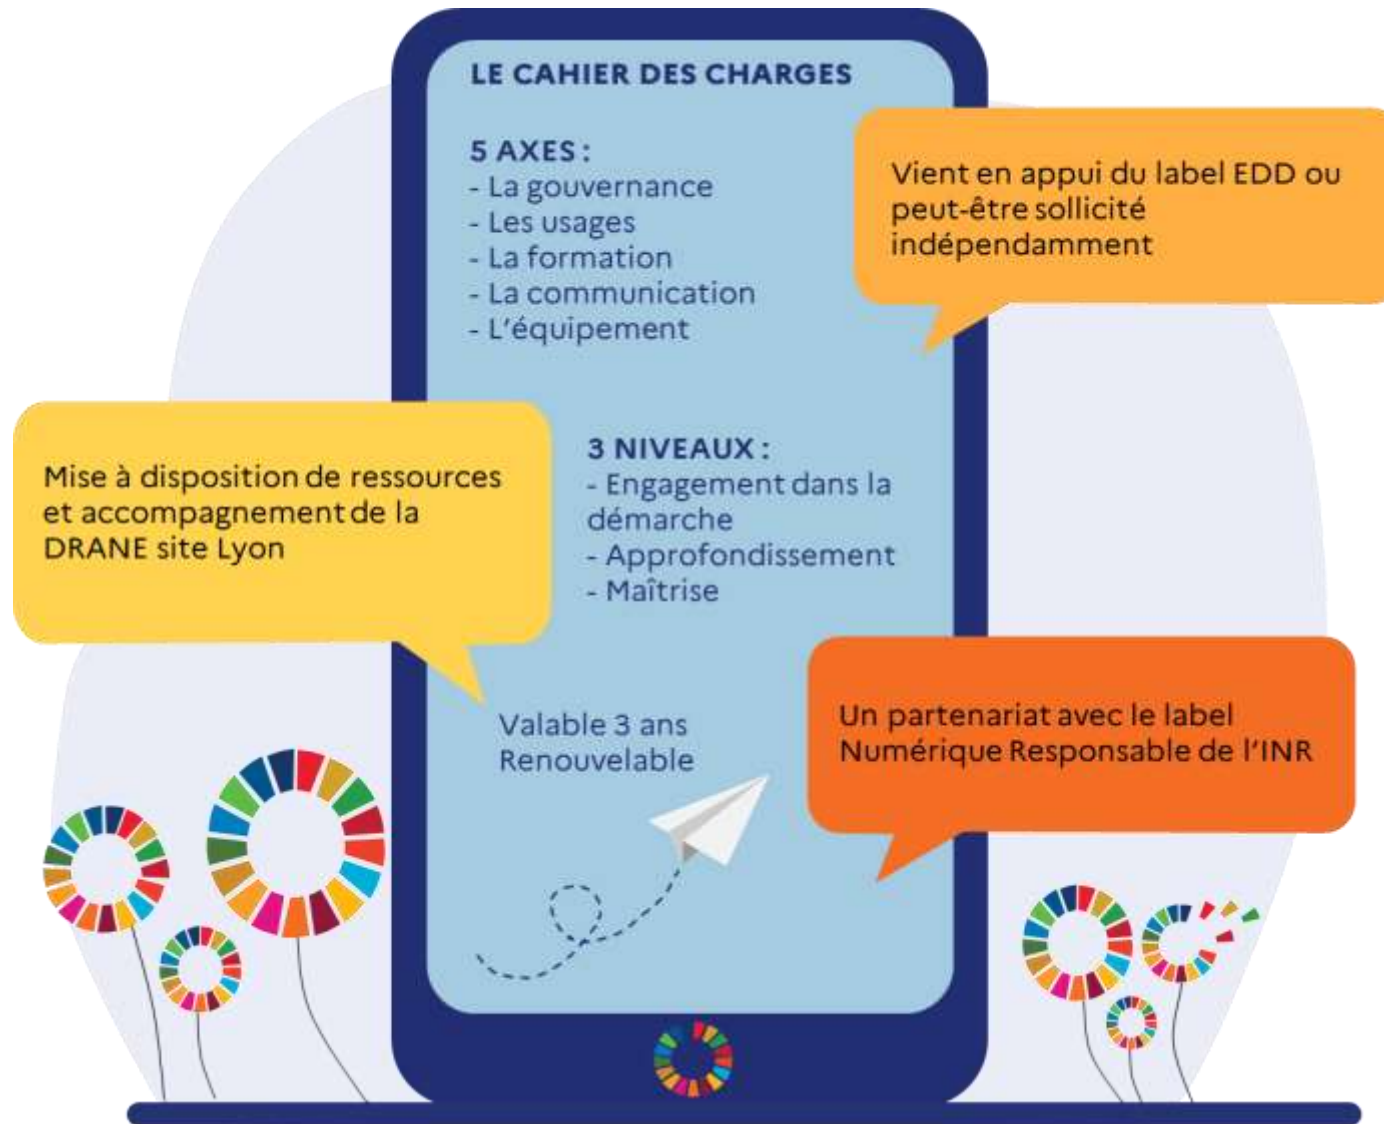 LE CAHIER DES CHARGES
5 AXES :
- La gouvernance
- Les usages
- La formation
- La communication
- L'équipement
Vient en appui du label EDD ou
peut-être sollicité
indépendamment
3 NIVEAUX :
- Engagement dans la
démarche
- Approfondissement
- Maîtrise
Mise à disposition de ressources
et accompagnement de la
DRANE site Lyon
Valable 3 ans
Renouvelable
Un partenariat avec le label
Numérique Responsable de l'INR